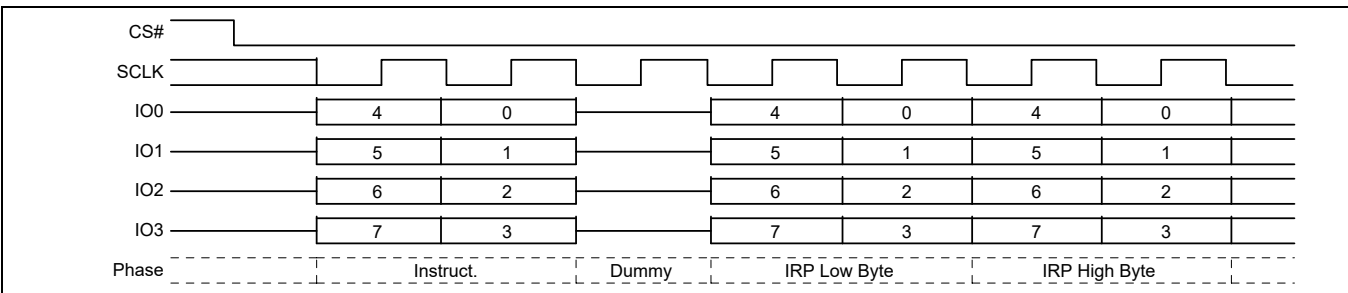 CS#
SCLK
IO0 4 0 4 0 4 0
IO1 5 1 5 1 5 1
IO2 6 2 6 2 6 2
IO3 7 3 7 3 7 3
Phase Instruct. Dummy IRP Low Byte IRP High Byte